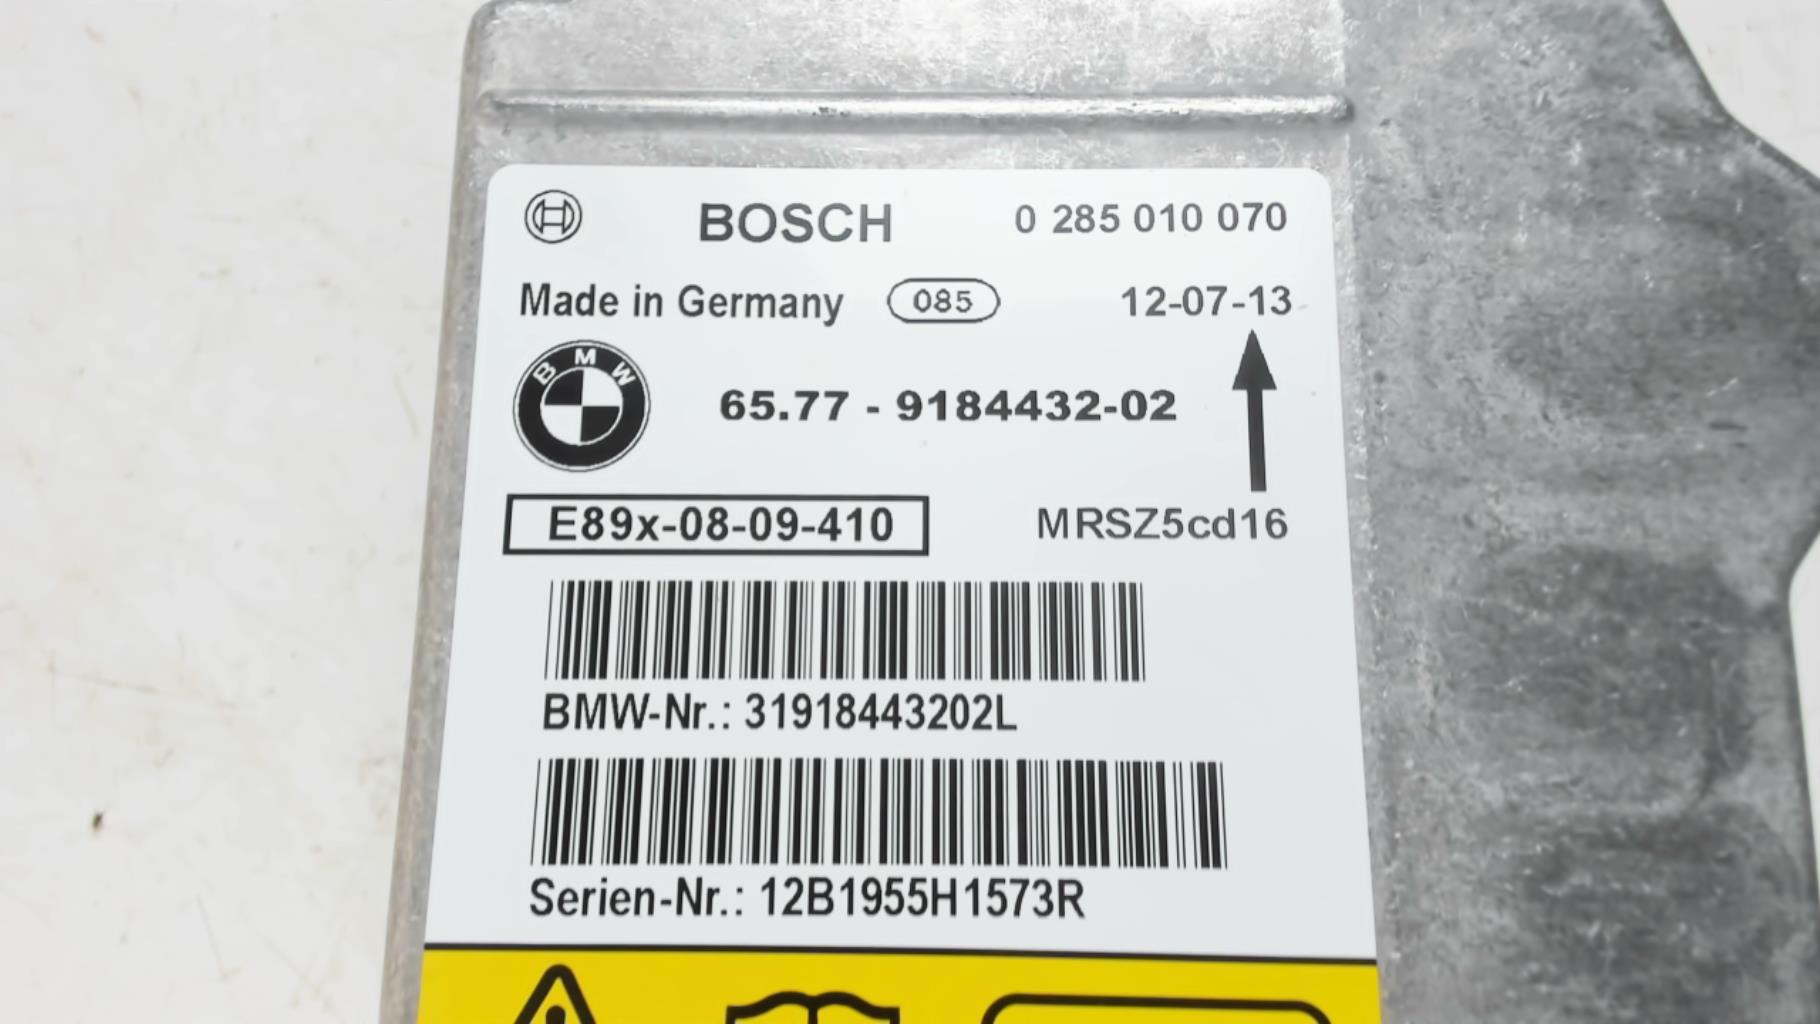 BOSCH 0 285 010 070
Made in Germany 085 12-07-13
BMW 65.77 - 9184432-02
E89x-08-09-410 MRSZ5cd16
BMW-Nr.: 31918443202L
Serien-Nr.: 12B1955H1573R